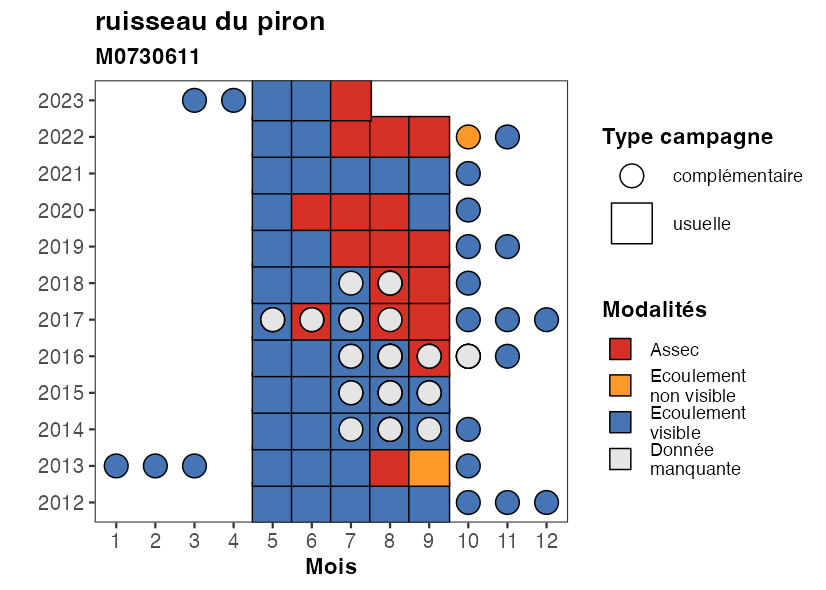 ruisseau du piron
M0730611
2023
2022
2021
2020
2019
2018
2017
2016
2015
2014
2013
2012
1 2 3 4 5 6 7 8 9 10 11 12
Mois
Type campagne
complémentaire
usuelle
Modalités
Assec
Ecoulement
non visible
Ecoulement
visible
Donnée
manquante